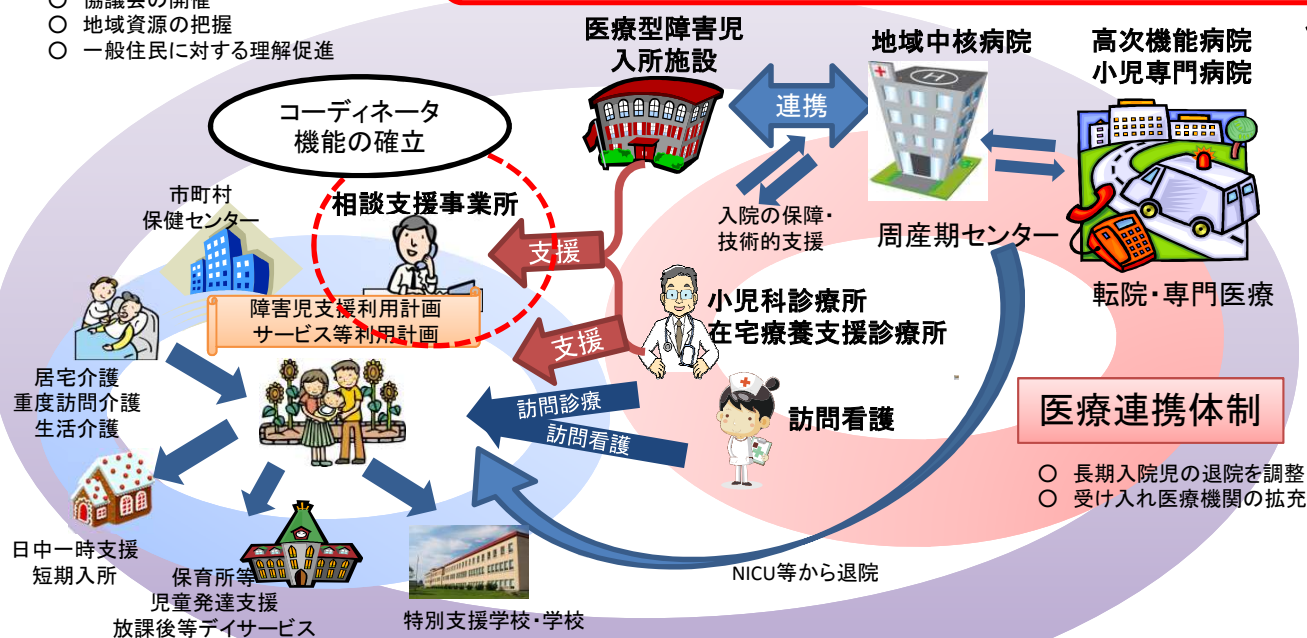 ○ 協議会の開催
○ 地域資源の把握
○ 一般住民に対する理解促進
医療型障害児
入所施設
地域中核病院
高次機能病院
小児専門病院
コーディネータ
機能の確立
連携
市町村
保健センター
相談支援事業所
入院の保障・
技術的支援
周産期センター
支援
転院・専門医療
障害児支援利用計画
サービス等利用計画
小児科診療所
在宅療養支援診療所
支援
居宅介護
重度訪問介護
生活介護
訪問診療
訪問看護
訪問看護
医療連携体制
○ 長期入院児の退院を調整
○ 受け入れ医療機関の拡充
日中一時支援
短期入所
保育所等
児童発達支援
放課後等デイサービス
特別支援学校・学校
NICU等から退院
H